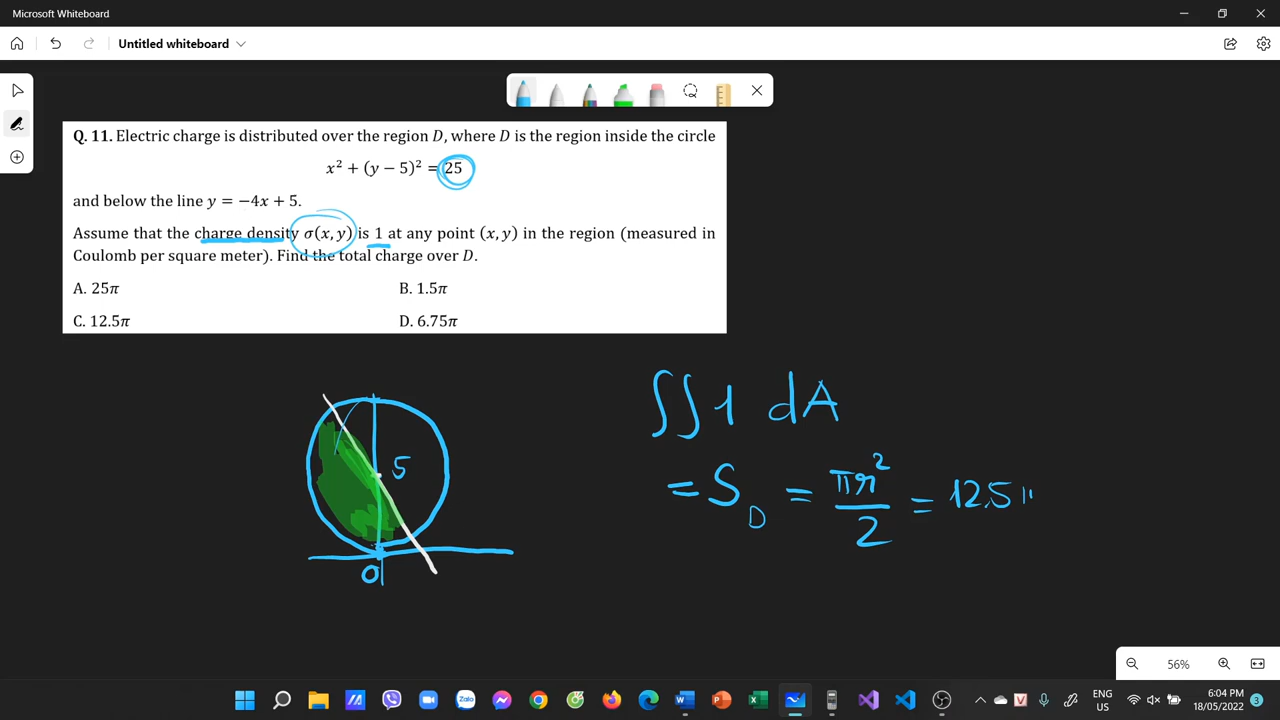 Microsoft Whiteboard
Untitled whiteboard
Q. 11. Electric charge is distributed over the region D, where D is the region inside the circle
x² + (y − 5)² = 25
and below the line y = −4x + 5.
Assume that the charge density σ(x, y) is 1 at any point (x, y) in the region (measured in
Coulomb per square meter). Find the total charge over D.
A. 25π B. 1.5π
C. 12.5π D. 6.75π
5
0
∫∫ 1 dA
= S_D = πr²/2 = 12.5
56%
Zalo
ENG
US
V
6:04 PM
18/05/2022
3